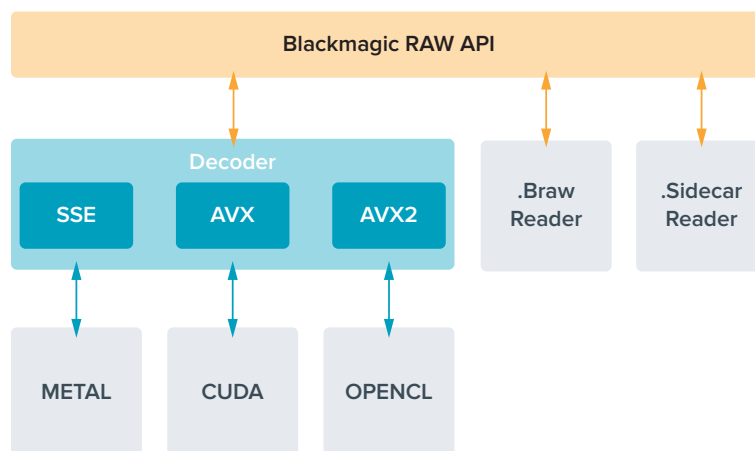 Blackmagic RAW API
Decoder
SSE
AVX
AVX2
.Braw
Reader
.Sidecar
Reader
METAL
CUDA
OPENCL